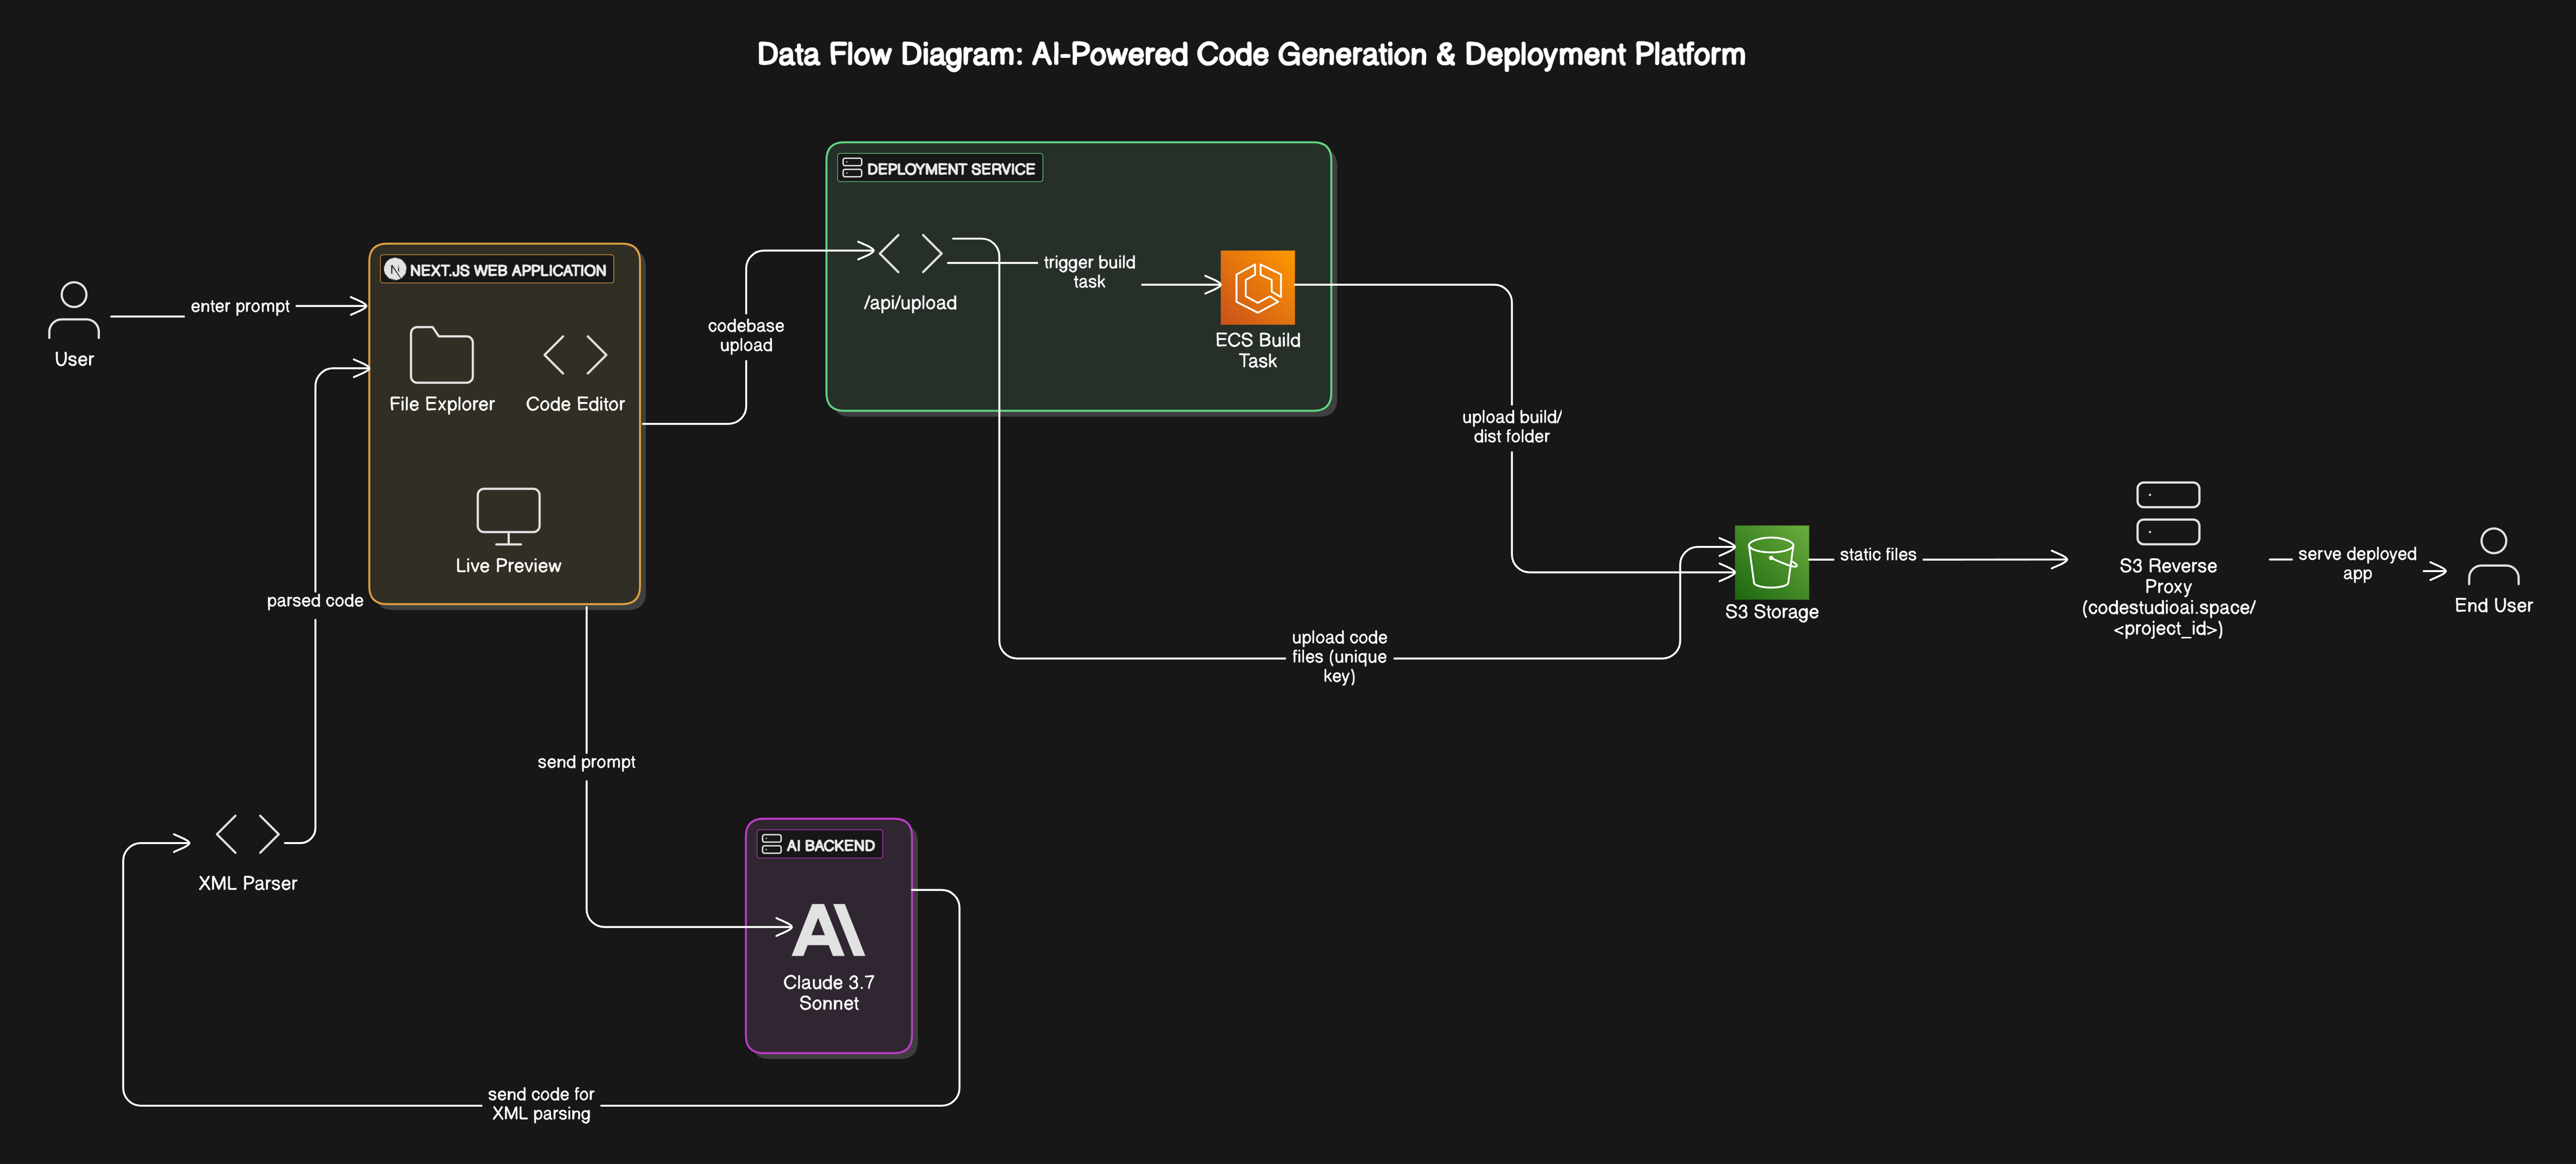 Data Flow Diagram: AI-Powered Code Generation & Deployment Platform
DEPLOYMENT SERVICE
/api/upload
trigger build
task
ECS Build
Task
User
enter prompt
N
NEXT.JS WEB APPLICATION
File Explorer
Code Editor
Live Preview
codebase
upload
upload build/
dist folder
S3 Storage
static files
S3 Reverse
Proxy
(codestudioai.space/
<project_id>)
serve deployed
app
End User
upload code
files (unique
key)
parsed code
send prompt
XML Parser
AI BACKEND
Claude 3.7
Sonnet
send code for
XML parsing